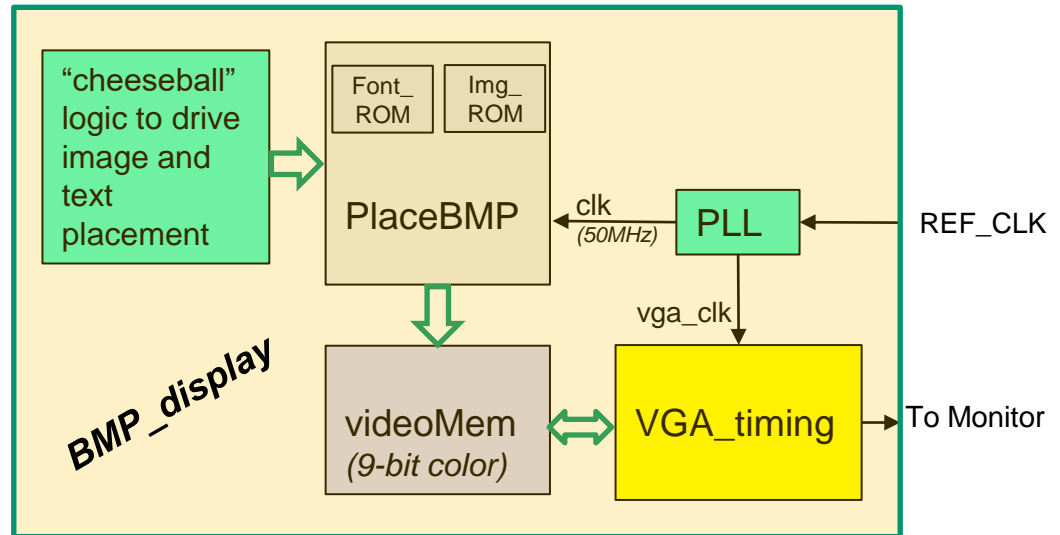 “cheeseball”
logic to drive
image and
text
placement
Font_
ROM
Img_
ROM
PlaceBMP
clk
(50MHz)
PLL
REF_CLK
vga_clk
BMP_display
videoMem
(9-bit color)
VGA_timing
To Monitor